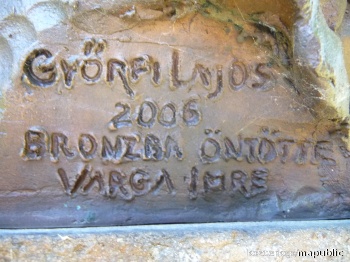 GYŐRFI LAJOS
2006
BRONZBA ÖNTÖTTE
VARGA IMRE